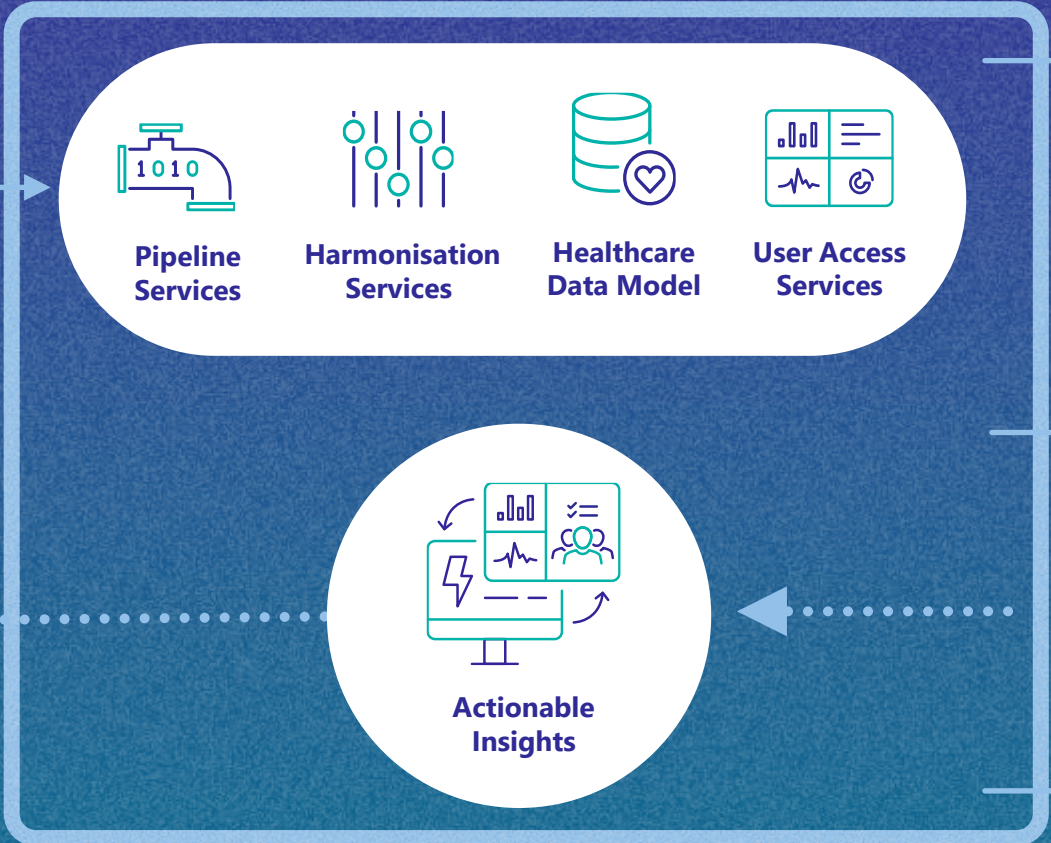 1010
Pipeline
Services
Harmonisation
Services
Healthcare
Data Model
User Access
Services
Actionable
Insights